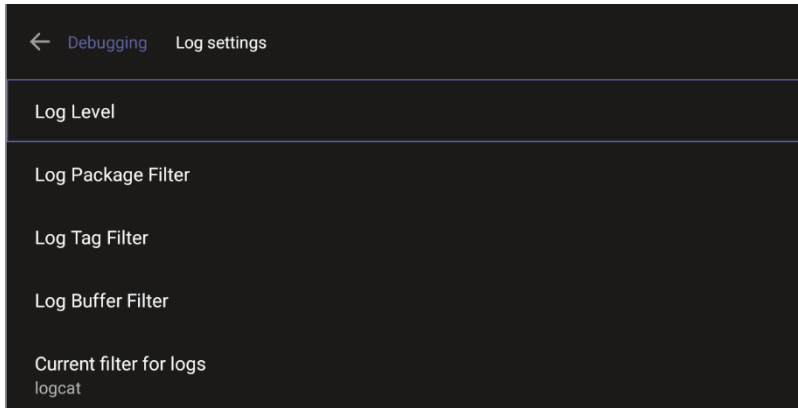 Debugging Log settings
Log Level
Log Package Filter
Log Tag Filter
Log Buffer Filter
Current filter for logs
logcat